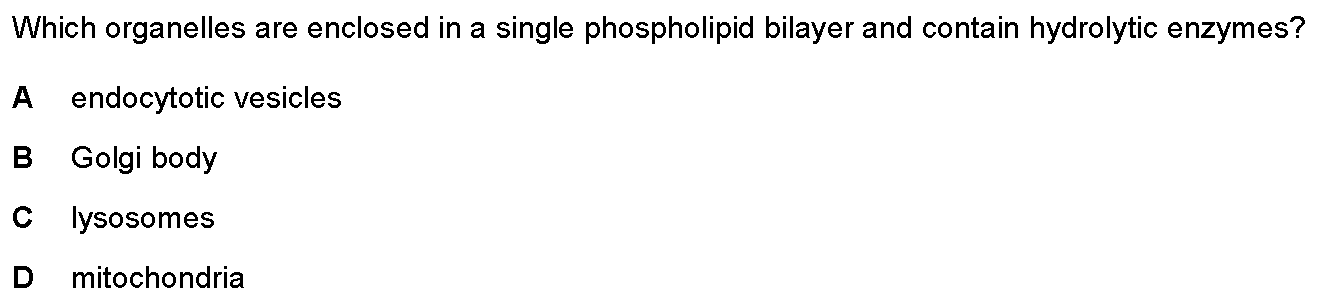 Which organelles are enclosed in a single phospholipid bilayer and contain hydrolytic enzymes?
A endocytotic vesicles
B Golgi body
C lysosomes
D mitochondria